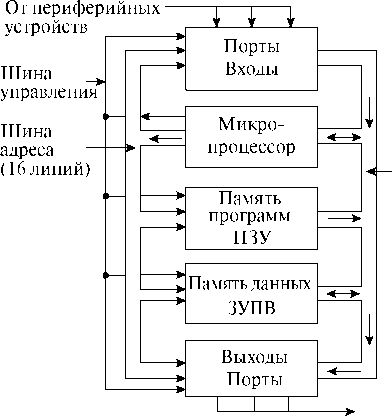 От периферийных
устройств
Порты
Входы
Шина
управления
Микро-
процессор
Шина
адреса
(16 линий)
Память
программ
ПЗУ
Память данных
ЗУПВ
Выходы
Порты